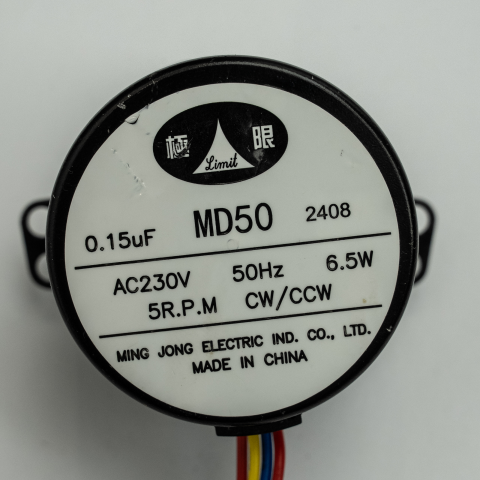 極 Limit 限
0.15uF MD50 2408
AC230V 50Hz 6.5W
5R.P.M CW/CCW
MING JONG ELECTRIC IND. CO., LTD.
MADE IN CHINA